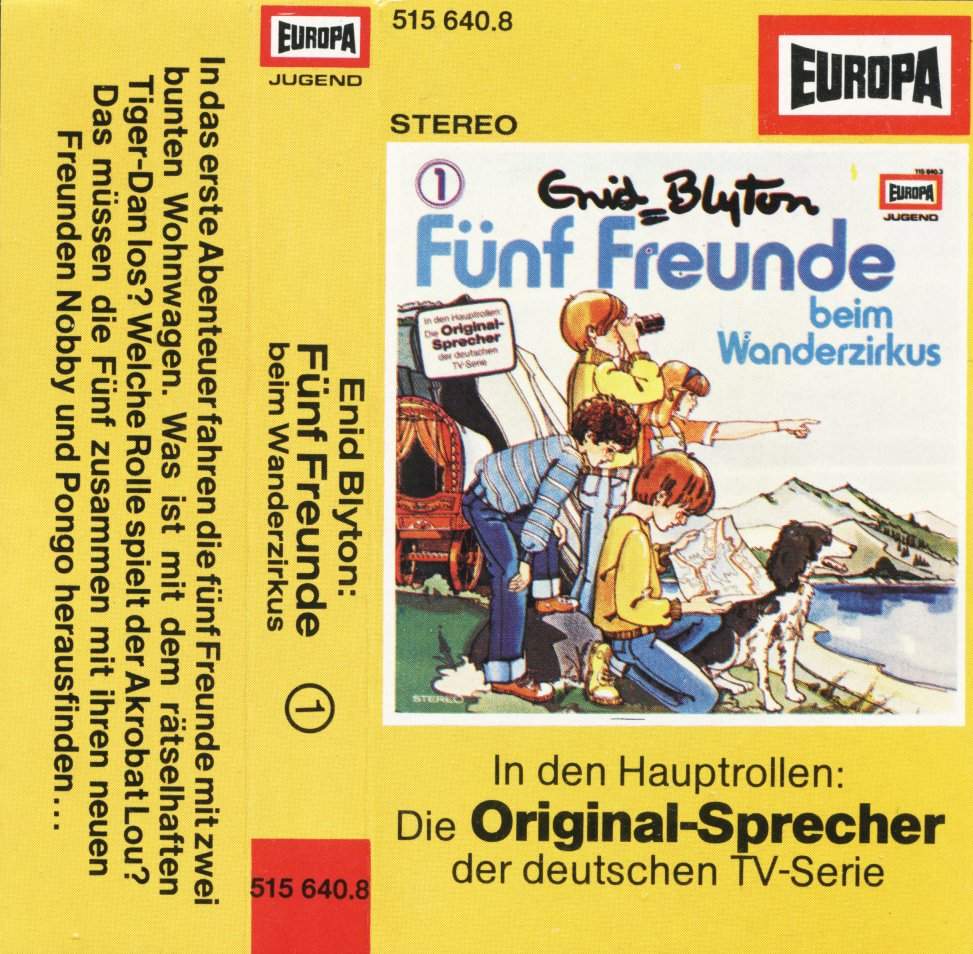 In das erste Abenteuer fahren die fünf Freunde mit zwei
bunten Wohnwagen. Was ist mit dem rätselhaften
Tiger-Dan los? Welche Rolle spielt der Akrobat Lou?
Das müssen die Fünf zusammen mit ihren neuen
Freunden Nobby und Pongo herausfinden...
EUROPA
JUGEND
Enid Blyton:
Fünf Freunde
beim Wanderzirkus
1
515 640.8
515 640.8
EUROPA
STEREO
1
Enid Blyton
115 640.3
EUROPA
JUGEND
Fünf Freunde
beim
Wanderzirkus
In den Hauptrollen:
Die Original-
Sprecher
der deutschen
TV-Serie
STEREO
In den Hauptrollen:
Die Original-Sprecher
der deutschen TV-Serie